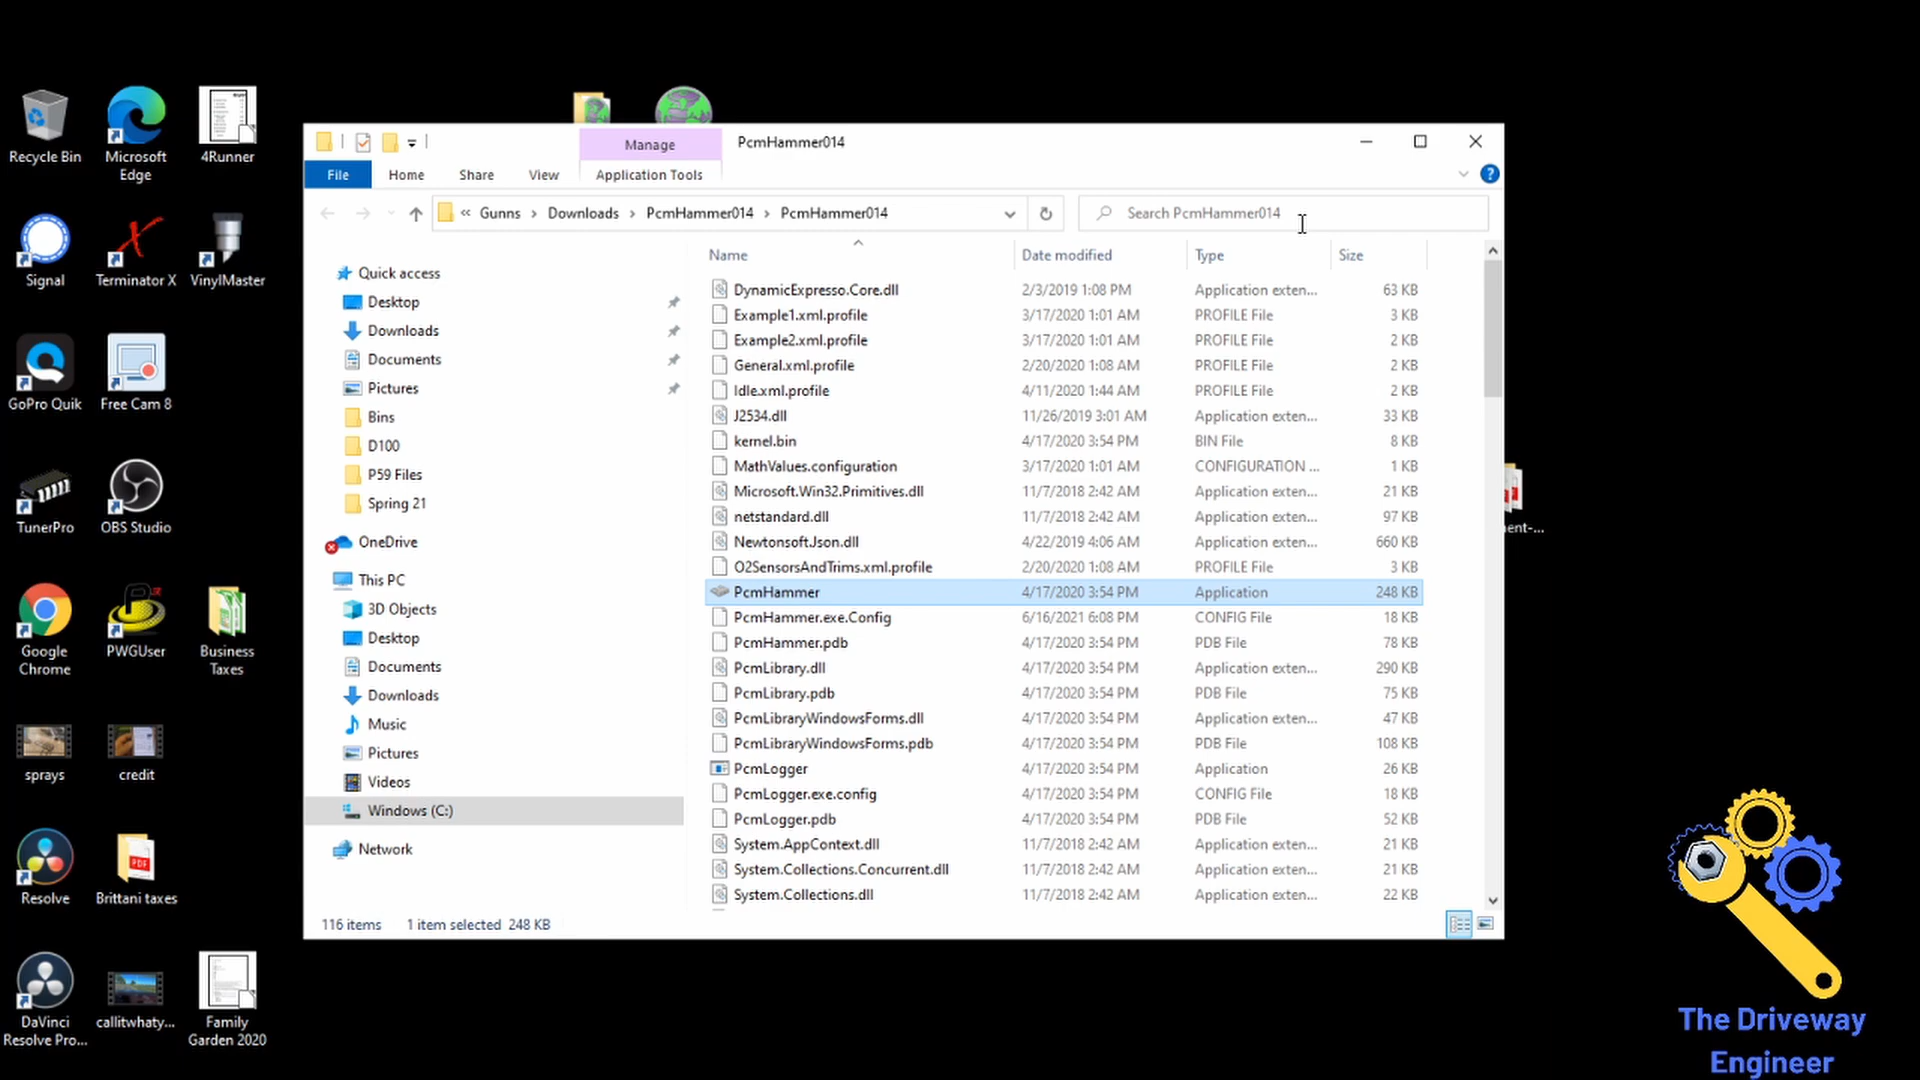 Recycle Bin
Microsoft
Edge
4Runner
Signal
Terminator X
VinylMaster
GoPro Quik
Free Cam 8
TunerPro
OBS Studio
Google
Chrome
PWGUser
Business
Taxes
sprays
credit
Resolve
Brittani taxes
DaVinci
Resolve Pro...
callitwhaty...
Family
Garden 2020
Manage
PcmHammer014
File
Home
Share
View
Application Tools
« Gunns > Downloads > PcmHammer014 > PcmHammer014
Search PcmHammer014
Quick access
Desktop
Downloads
Documents
Pictures
Bins
D100
P59 Files
Spring 21
OneDrive
This PC
3D Objects
Desktop
Documents
Downloads
Music
Pictures
Videos
Windows (C:)
Network
Name Date modified Type Size
DynamicExpresso.Core.dll 2/3/2019 1:08 PM Application exten... 63 KB
Example1.xml.profile 3/17/2020 1:01 AM PROFILE File 3 KB
Example2.xml.profile 3/17/2020 1:01 AM PROFILE File 2 KB
General.xml.profile 2/20/2020 1:08 AM PROFILE File 2 KB
Idle.xml.profile 4/11/2020 1:44 AM PROFILE File 2 KB
J2534.dll 11/26/2019 3:01 AM Application exten... 33 KB
kernel.bin 4/17/2020 3:54 PM BIN File 8 KB
MathValues.configuration 3/17/2020 1:01 AM CONFIGURATION ... 1 KB
Microsoft.Win32.Primitives.dll 11/7/2018 2:42 AM Application exten... 21 KB
netstandard.dll 11/7/2018 2:42 AM Application exten... 97 KB
Newtonsoft.Json.dll 4/22/2019 4:06 AM Application exten... 660 KB
O2SensorsAndTrims.xml.profile 2/20/2020 1:08 AM PROFILE File 3 KB
PcmHammer 4/17/2020 3:54 PM Application 248 KB
PcmHammer.exe.Config 6/16/2021 6:08 PM CONFIG File 18 KB
PcmHammer.pdb 4/17/2020 3:54 PM PDB File 78 KB
PcmLibrary.dll 4/17/2020 3:54 PM Application exten... 290 KB
PcmLibrary.pdb 4/17/2020 3:54 PM PDB File 75 KB
PcmLibraryWindowsForms.dll 4/17/2020 3:54 PM Application exten... 47 KB
PcmLibraryWindowsForms.pdb 4/17/2020 3:54 PM PDB File 108 KB
PcmLogger 4/17/2020 3:54 PM Application 26 KB
PcmLogger.exe.config 4/17/2020 3:54 PM CONFIG File 18 KB
PcmLogger.pdb 4/17/2020 3:54 PM PDB File 52 KB
System.AppContext.dll 11/7/2018 2:42 AM Application exten... 21 KB
System.Collections.Concurrent.dll 11/7/2018 2:42 AM Application exten... 21 KB
System.Collections.dll 11/7/2018 2:42 AM Application exten... 22 KB
116 items 1 item selected 248 KB
ent-...
PDF
The Driveway
Engineer